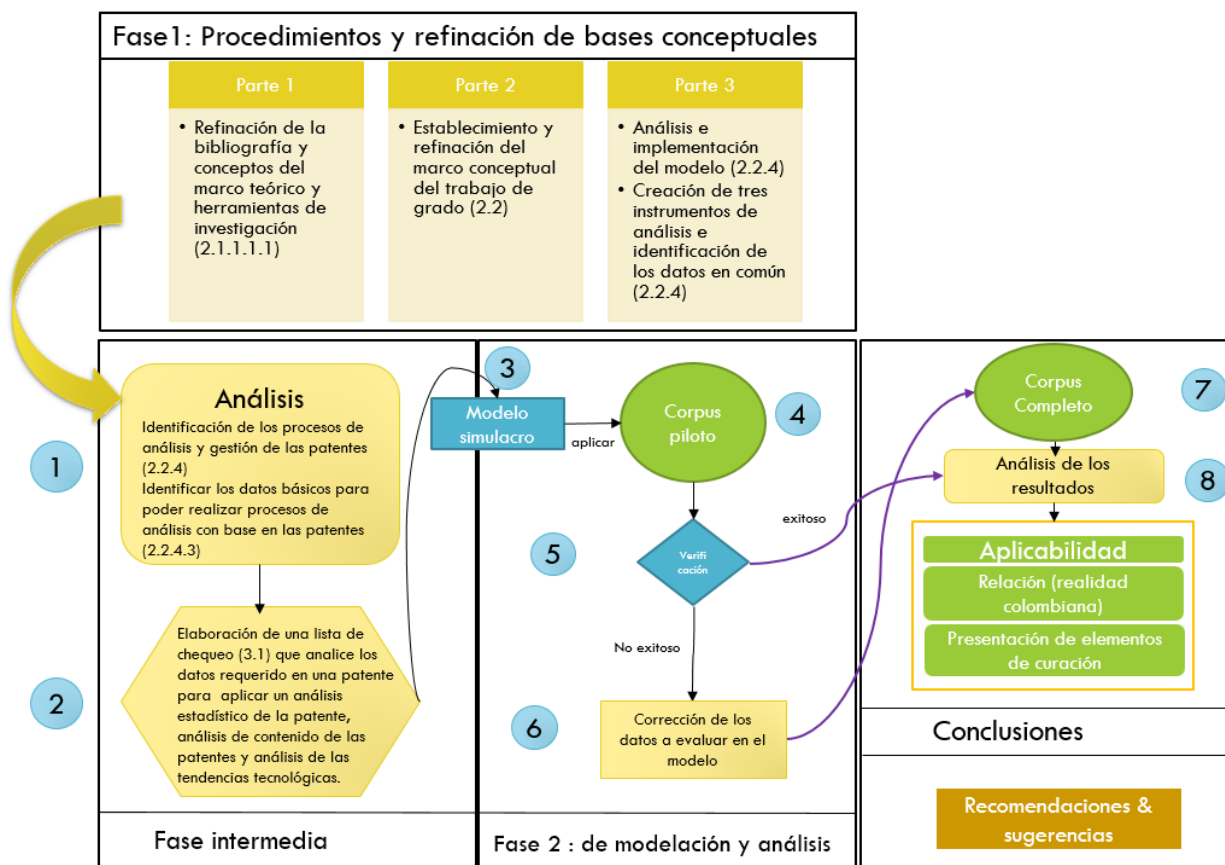 Fase1: Procedimientos y refinación de bases conceptuales
Parte 1
• Refinación de la
bibliografía y
conceptos del
marco teórico y
herramientas de
investigación
(2.1.1.1.1)
Parte 2
• Establecimiento y
refinación del
marco conceptual
del trabajo de
grado (2.2)
Parte 3
• Análisis e
implementación
del modelo (2.2.4)
• Creación de tres
instrumentos de
análisis e
identificación de
los datos en común
(2.2.4)
1
Análisis
Identificación de los procesos de
análisis y gestión de las patentes
(2.2.4)
Identificar los datos básicos para
poder realizar procesos de
análisis con base en las patentes
(2.2.4.3)
2
Elaboración de una lista de
chequeo (3.1) que analice los
datos requerido en una patente
para aplicar un análisis
estadístico de la patente,
análisis de contenido de las
patentes y análisis de las
tendencias tecnológicas.
Fase intermedia
3
Modelo
simulacro
aplicar
Corpus
piloto
4
5
Verifi
cación
exitoso
No exitoso
6
Corrección de los
datos a evaluar en el
modelo
Fase 2 : de modelación y análisis
Corpus
Completo
7
Análisis de los
resultados
8
Aplicabilidad
Relación (realidad
colombiana)
Presentación de elementos
de curación
Conclusiones
Recomendaciones &
sugerencias